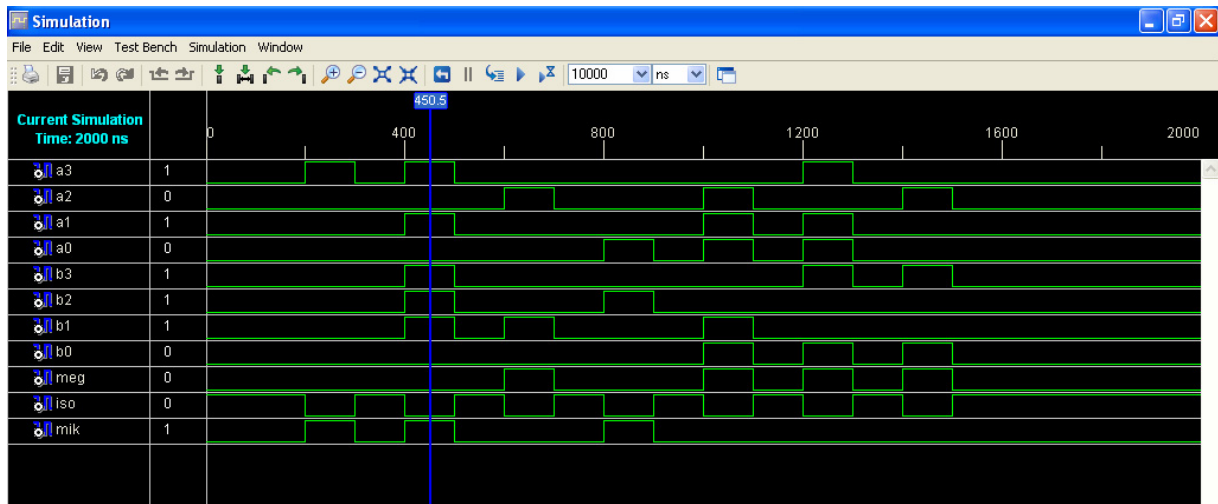 Simulation
File Edit View Test Bench Simulation Window
10000 ns
450.5
Current Simulation
Time: 2000 ns
0 400 800 1200 1600 2000
a3 1
a2 0
a1 1
a0 0
b3 1
b2 1
b1 1
b0 0
meg 0
iso 0
mik 1